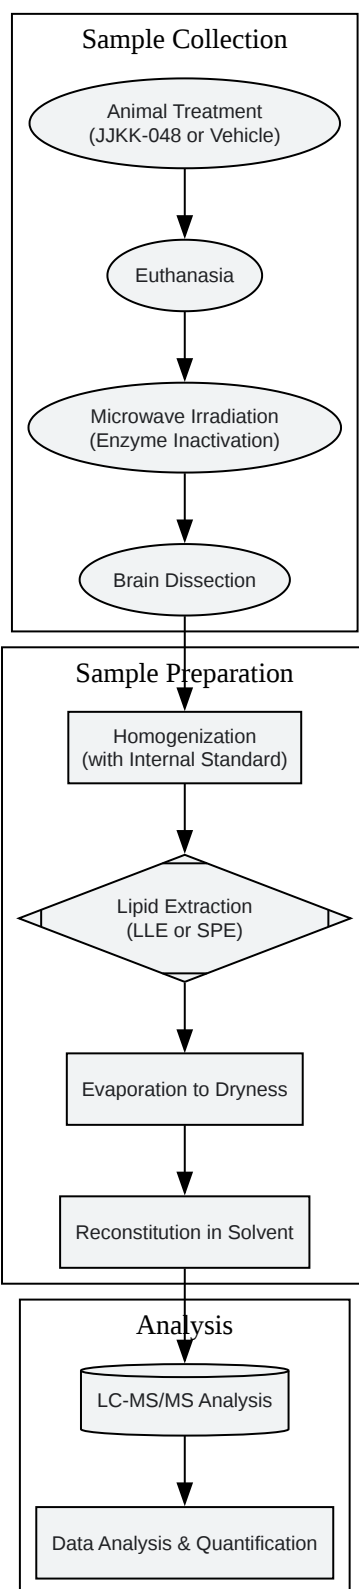 Sample Collection
Animal Treatment
(JJKK-048 or Vehicle)
Euthanasia
Microwave Irradiation
(Enzyme Inactivation)
Brain Dissection
Sample Preparation
Homogenization
(with Internal Standard)
Lipid Extraction
(LLE or SPE)
Evaporation to Dryness
Reconstitution in Solvent
Analysis
LC-MS/MS Analysis
Data Analysis & Quantification